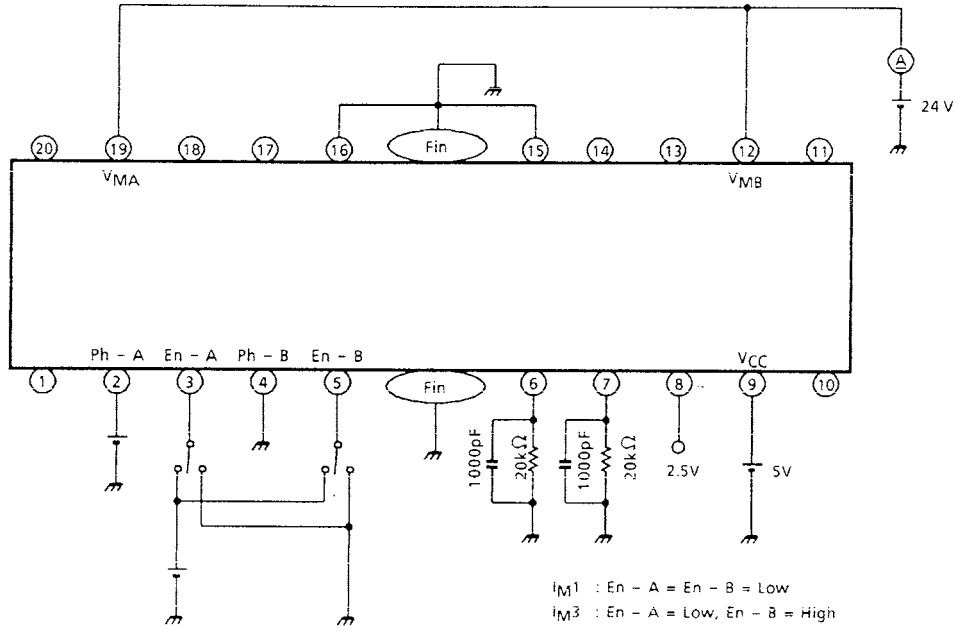 A
24 V
20 19 18 17 16 Fin 15 14 13 12 11
VMA VMB
Ph – A En – A Ph – B En – B VCC
1 2 3 4 5 Fin 6 7 8 9 10
1000pF 20kΩ 1000pF 20kΩ 2.5V 5V
IM1 : En – A = En – B = Low
IM3 : En – A = Low, En – B = High